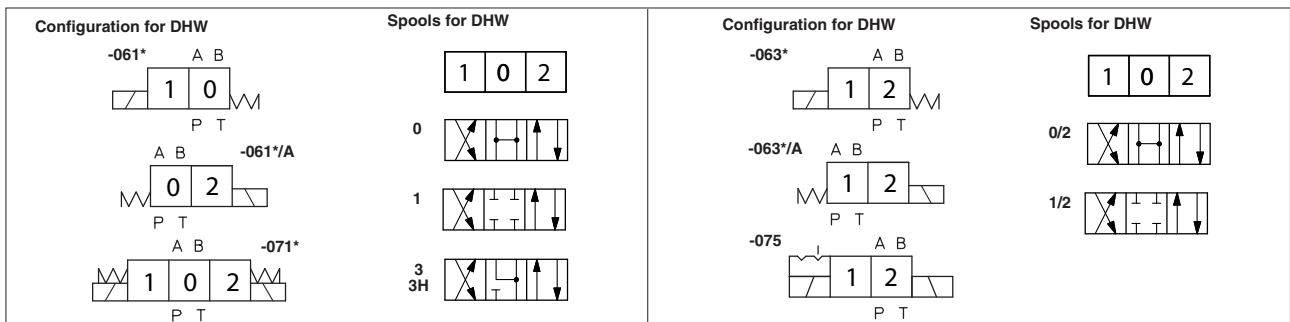 Configuration for DHW
-061*
A B
1 0
P T
A B
-061*/A
0 2
P T
A B
-071*
1 0 2
P T
Spools for DHW
1 0 2
0
1
3
3H
Configuration for DHW
-063*
A B
1 2
P T
-063*/A
A B
1 2
P T
-075
A B
1 2
P T
Spools for DHW
1 0 2
0/2
1/2